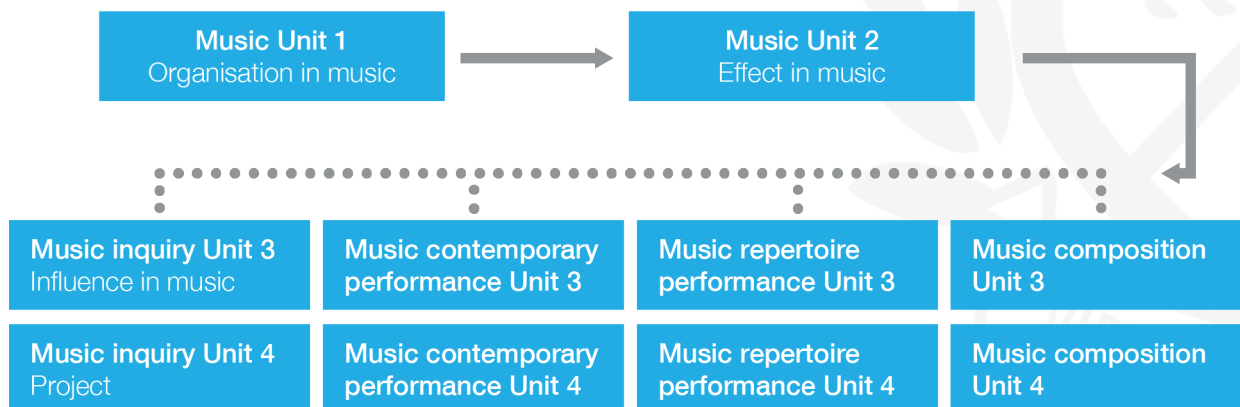 Music Unit 1
Organisation in music
Music Unit 2
Effect in music
Music inquiry Unit 3
Influence in music
Music contemporary
performance Unit 3
Music repertoire
performance Unit 3
Music composition
Unit 3
Music inquiry Unit 4
Project
Music contemporary
performance Unit 4
Music repertoire
performance Unit 4
Music composition
Unit 4